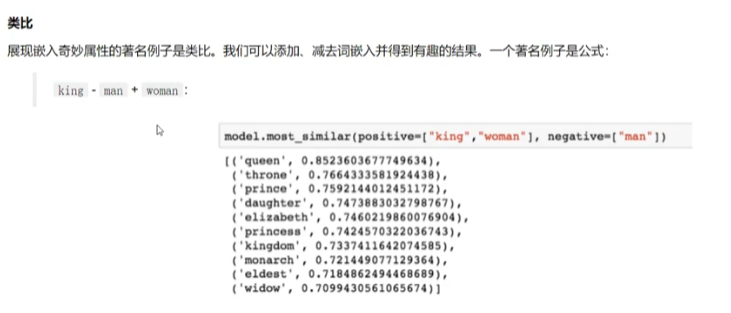 类比
展现嵌入奇妙属性的著名例子是类比。我们可以添加、减去词嵌入并得到有趣的结果。一个著名例子是公式：
king - man + woman：
model.most_similar(positive=["king","woman"], negative=["man"])
[('queen', 0.8523603677749634),
('throne', 0.7664333581924438),
('prince', 0.7592144012451172),
('daughter', 0.7473883032798767),
('elizabeth', 0.7460219860076904),
('princess', 0.7424570322036743),
('kingdom', 0.7337411642074585),
('monarch', 0.721449077129364),
('eldest', 0.7184862494468689),
('widow', 0.7099430561065674)]